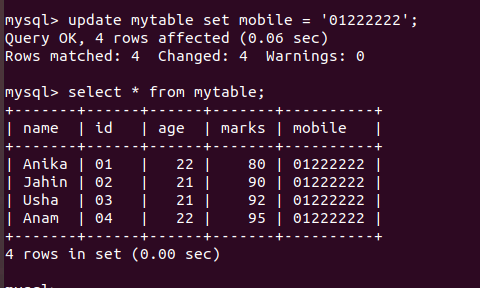 mysql> update mytable set mobile = '01222222';
Query OK, 4 rows affected (0.06 sec)
Rows matched: 4  Changed: 4  Warnings: 0

mysql> select * from mytable;
+-------+------+------+-------+----------+
| name  | id   | age  | marks | mobile   |
+-------+------+------+-------+----------+
| Anika | 01   |   22 |    80 | 01222222 |
| Jahin | 02   |   21 |    90 | 01222222 |
| Usha  | 03   |   21 |    92 | 01222222 |
| Anam  | 04   |   22 |    95 | 01222222 |
+-------+------+------+-------+----------+
4 rows in set (0.00 sec)

mysql>